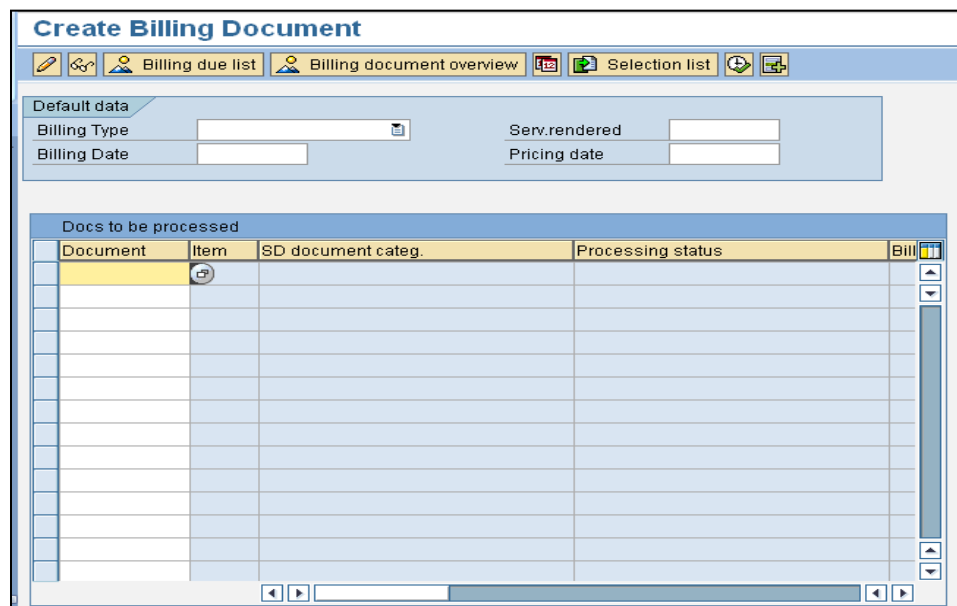 Create Billing Document
Billing due list Billing document overview Selection list
Default data
Billing Type Serv.rendered
Billing Date Pricing date
Docs to be processed
Document Item SD document categ. Processing status Bill